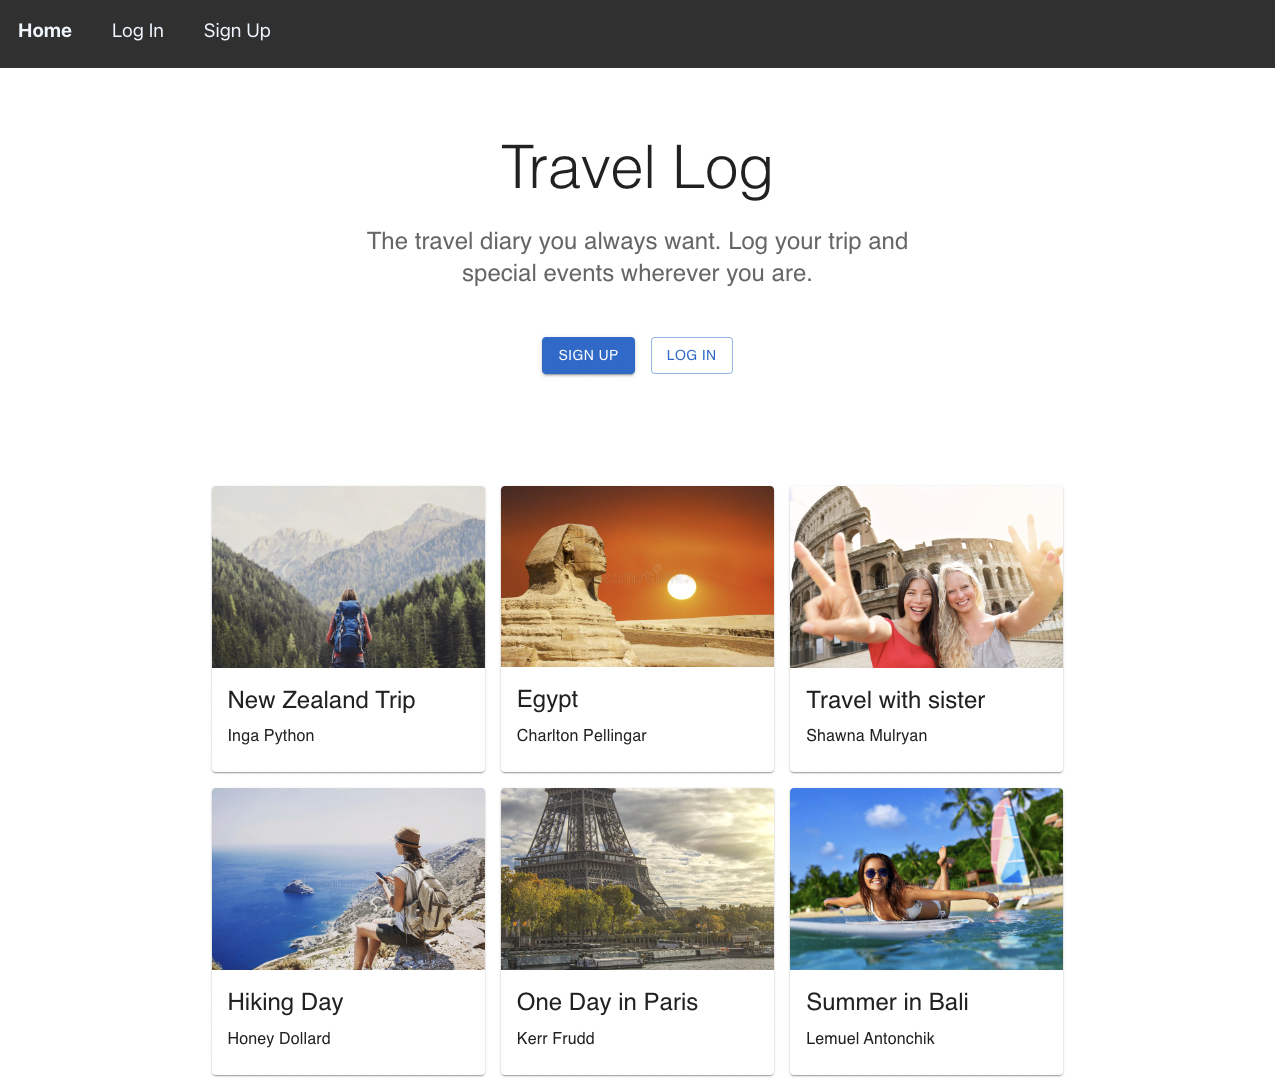 Home Log In Sign Up
Travel Log
The travel diary you always want. Log your trip and
special events wherever you are.
SIGN UP LOG IN
New Zealand Trip
Inga Python
Egypt
Charlton Pellingar
Travel with sister
Shawna Mulryan
Hiking Day
Honey Dollard
One Day in Paris
Kerr Frudd
Summer in Bali
Lemuel Antonchik